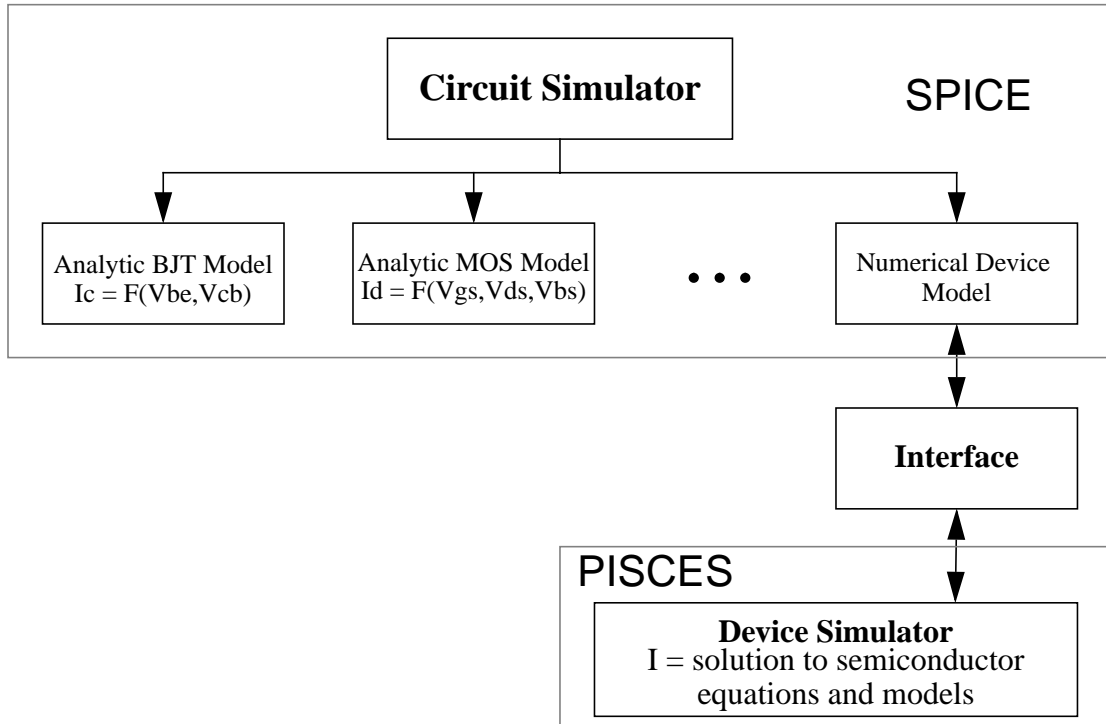 Circuit Simulator
SPICE
Analytic BJT Model
Ic = F(Vbe,Vcb)
Analytic MOS Model
Id = F(Vgs,Vds,Vbs)
• • •
Numerical Device
Model
Interface
PISCES
Device Simulator
I = solution to semiconductor
equations and models